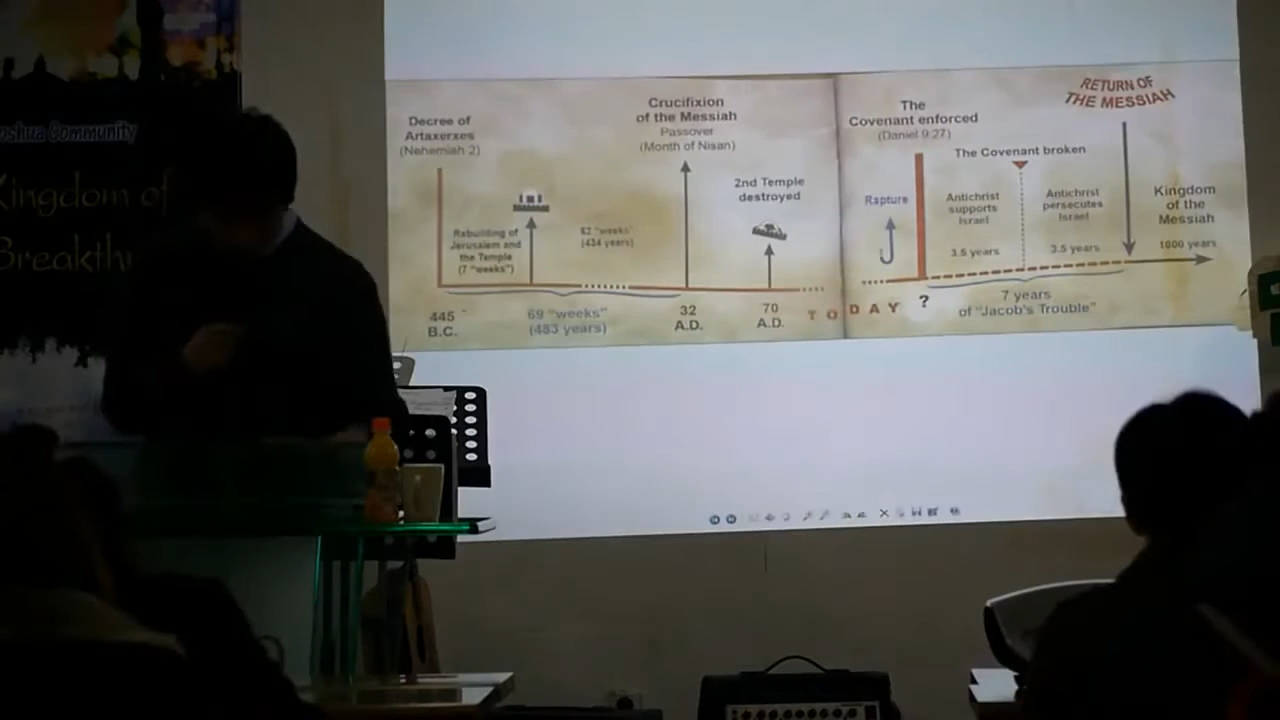 oshua Community
Kingdom of
Breakth
Decree of
Artaxerxes
(Nehemiah 2)
Rebuilding of
Jerusalem and
the Temple
(7 "weeks")
62 "weeks"
(434 years)
Crucifixion
of the Messiah
Passover
(Month of Nisan)
2nd Temple
destroyed
445
B.C.
69 "weeks"
(483 years)
32
A.D.
70
A.D.
TODAY
?
The
Covenant enforced
(Daniel 9:27)
Rapture
The Covenant broken
Antichrist
supports
Israel
3.5 years
Antichrist
persecutes
Israel
3.5 years
7 years
of "Jacob's Trouble"
RETURN OF
THE MESSIAH
Kingdom
of the
Messiah
1000 years